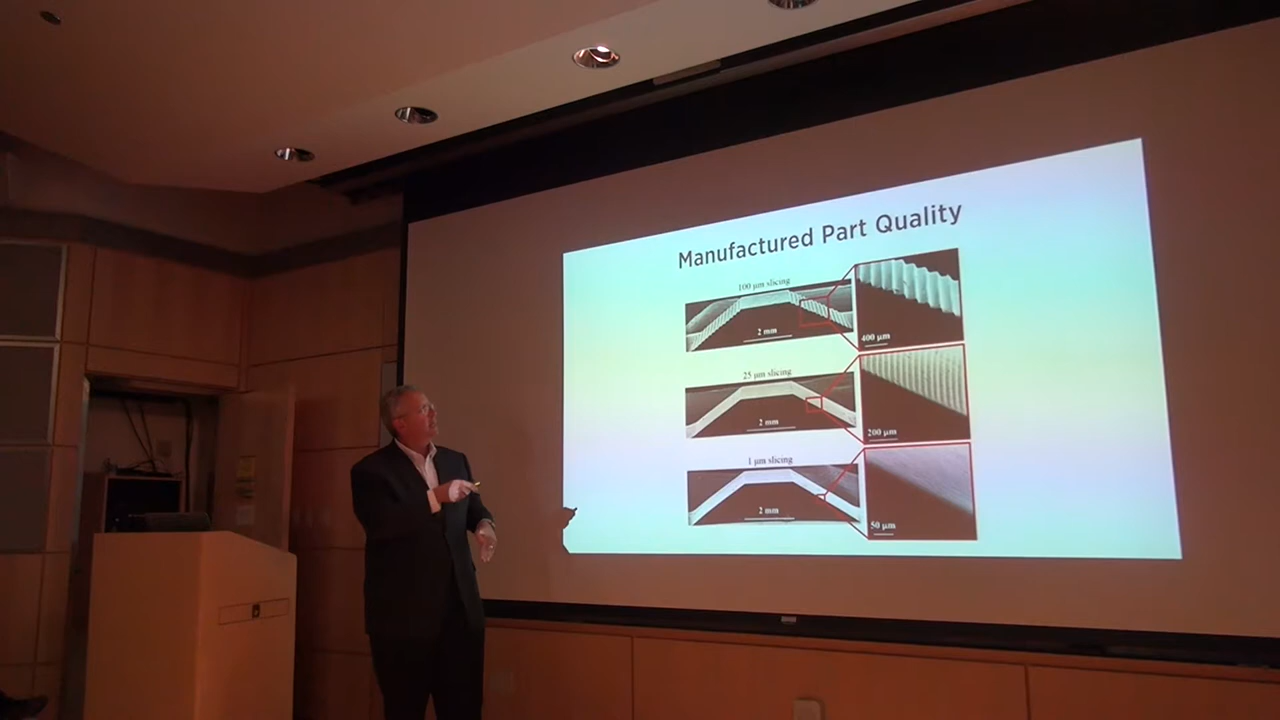 Manufactured Part Quality
100 µm slicing
2 mm
400 µm
25 µm slicing
2 mm
200 µm
1 µm slicing
2 mm
50 µm